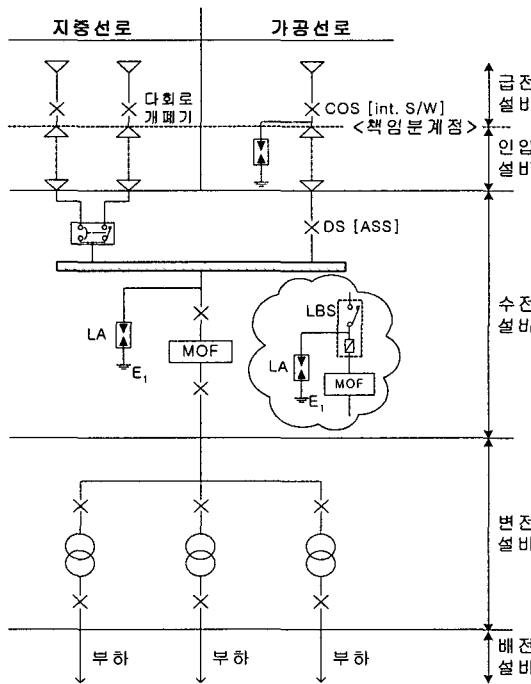 지중선로
가공선로
다회로
개폐기
COS [int. S/W]
<책임분계점>
급전
설비
인입
설비
DS [ASS]
수전
설비
LA
E₁
MOF
LBS
LA
E₁
MOF
변전
설비
부하
부하
부하
배전
설비